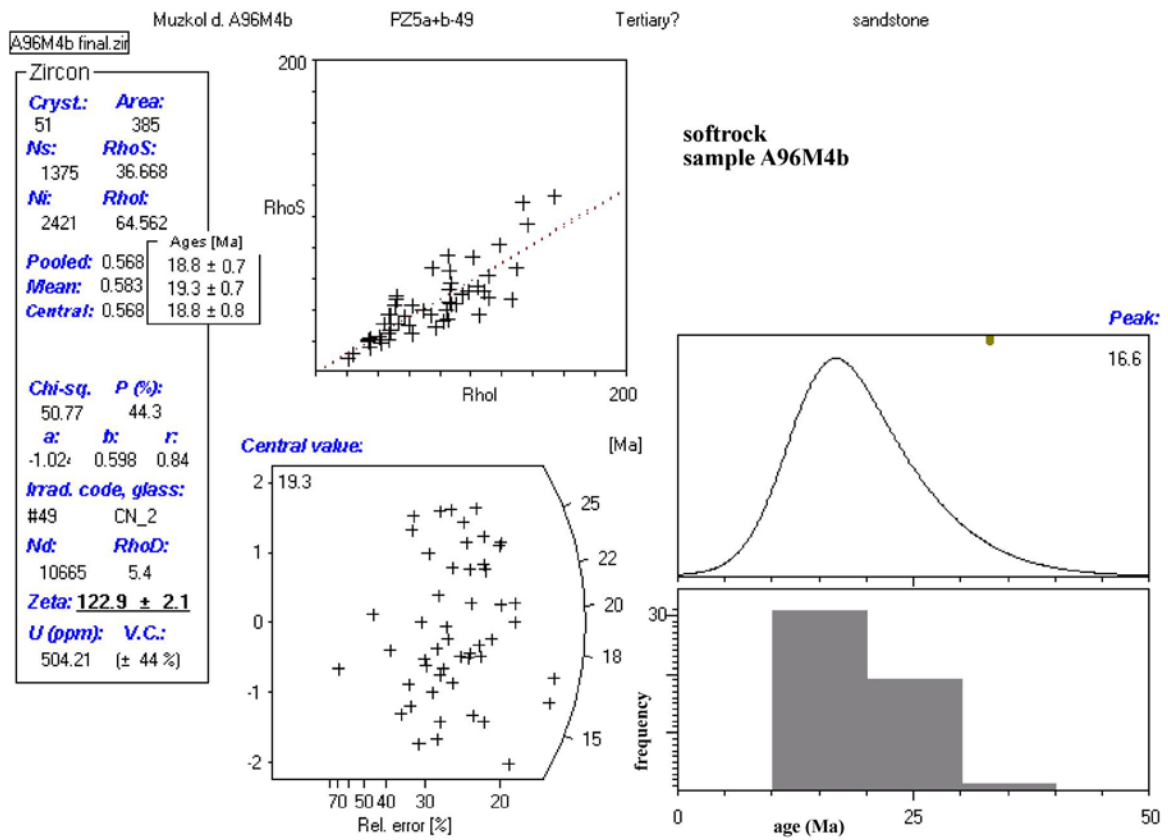 Muzkol d. A96M4b PZ5a+b-49 Tertiary? sandstone
A96M4b final.zir
Zircon
Cryst.: Area:
51 385
Ns: RhoS:
1375 36.668
Ni: RhoI:
2421 64.562
Ages [Ma]
Pooled: 0.568 18.8 ± 0.7
Mean: 0.583 19.3 ± 0.7
Central: 0.568 18.8 ± 0.8
Chi-sq. P (%):
50.77 44.3
a: b: r:
-1.024 0.598 0.84
Irrad. code, glass:
#49 CN_2
Nd: RhoD:
10665 5.4
Zeta: 122.9 ± 2.1
U (ppm): V.C.:
504.21 (± 44 %)
200
RhoS
RhoI 200
softrock
sample A96M4b
Central value: [Ma]
2 19.3
1
0
-1
-2
25
22
20
18
15
70 50 40 30 20
Rel. error [%]
Peak:
16.6
30
frequency
0 25 50
age (Ma)